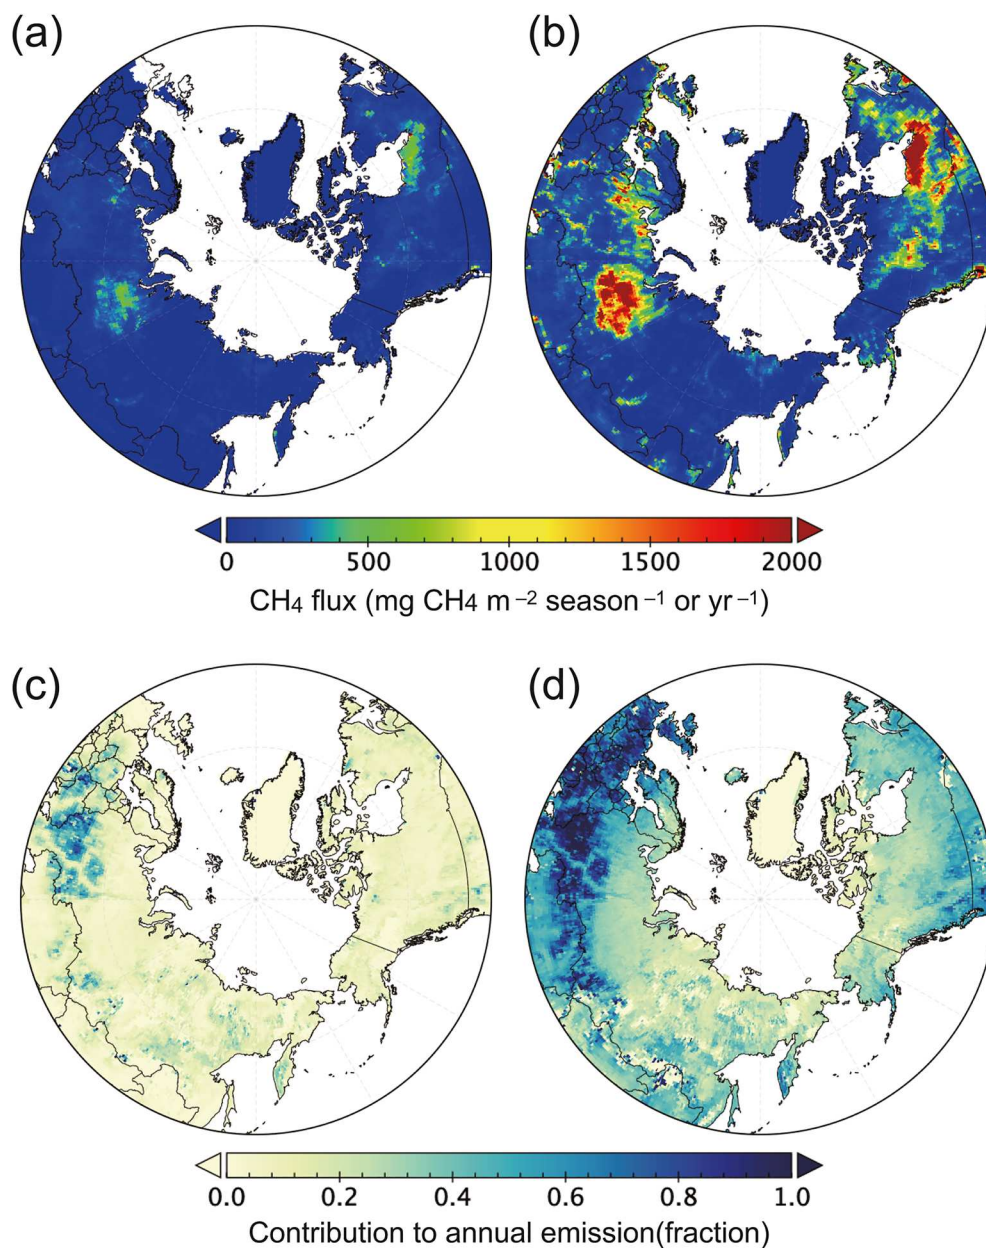 (a) (b)
0 500 1000 1500 2000
CH₄ flux (mg CH₄ m⁻² season⁻¹ or yr⁻¹)
(c) (d)
0.0 0.2 0.4 0.6 0.8 1.0
Contribution to annual emission(fraction)